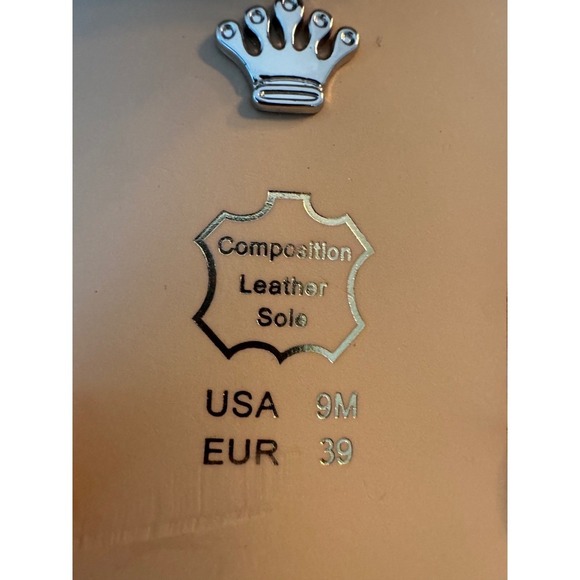 Composition
Leather
Sole
USA 9M
EUR 39